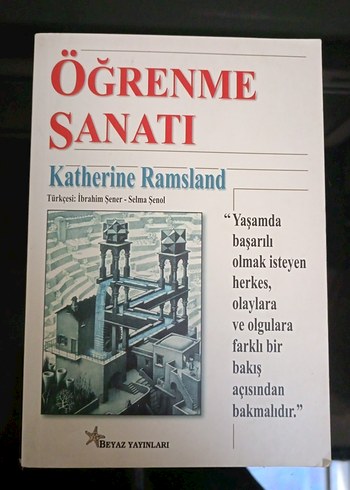 ÖĞRENME
SANATI
Katherine Ramsland
Türkçesi: İbrahim Şener - Selma Şenol
“Yaşamda
başarılı
olmak isteyen
herkes,
olaylara
ve olgulara
farklı bir
bakış
açısından
bakmalıdır.”
BEYAZ YAYINLARI